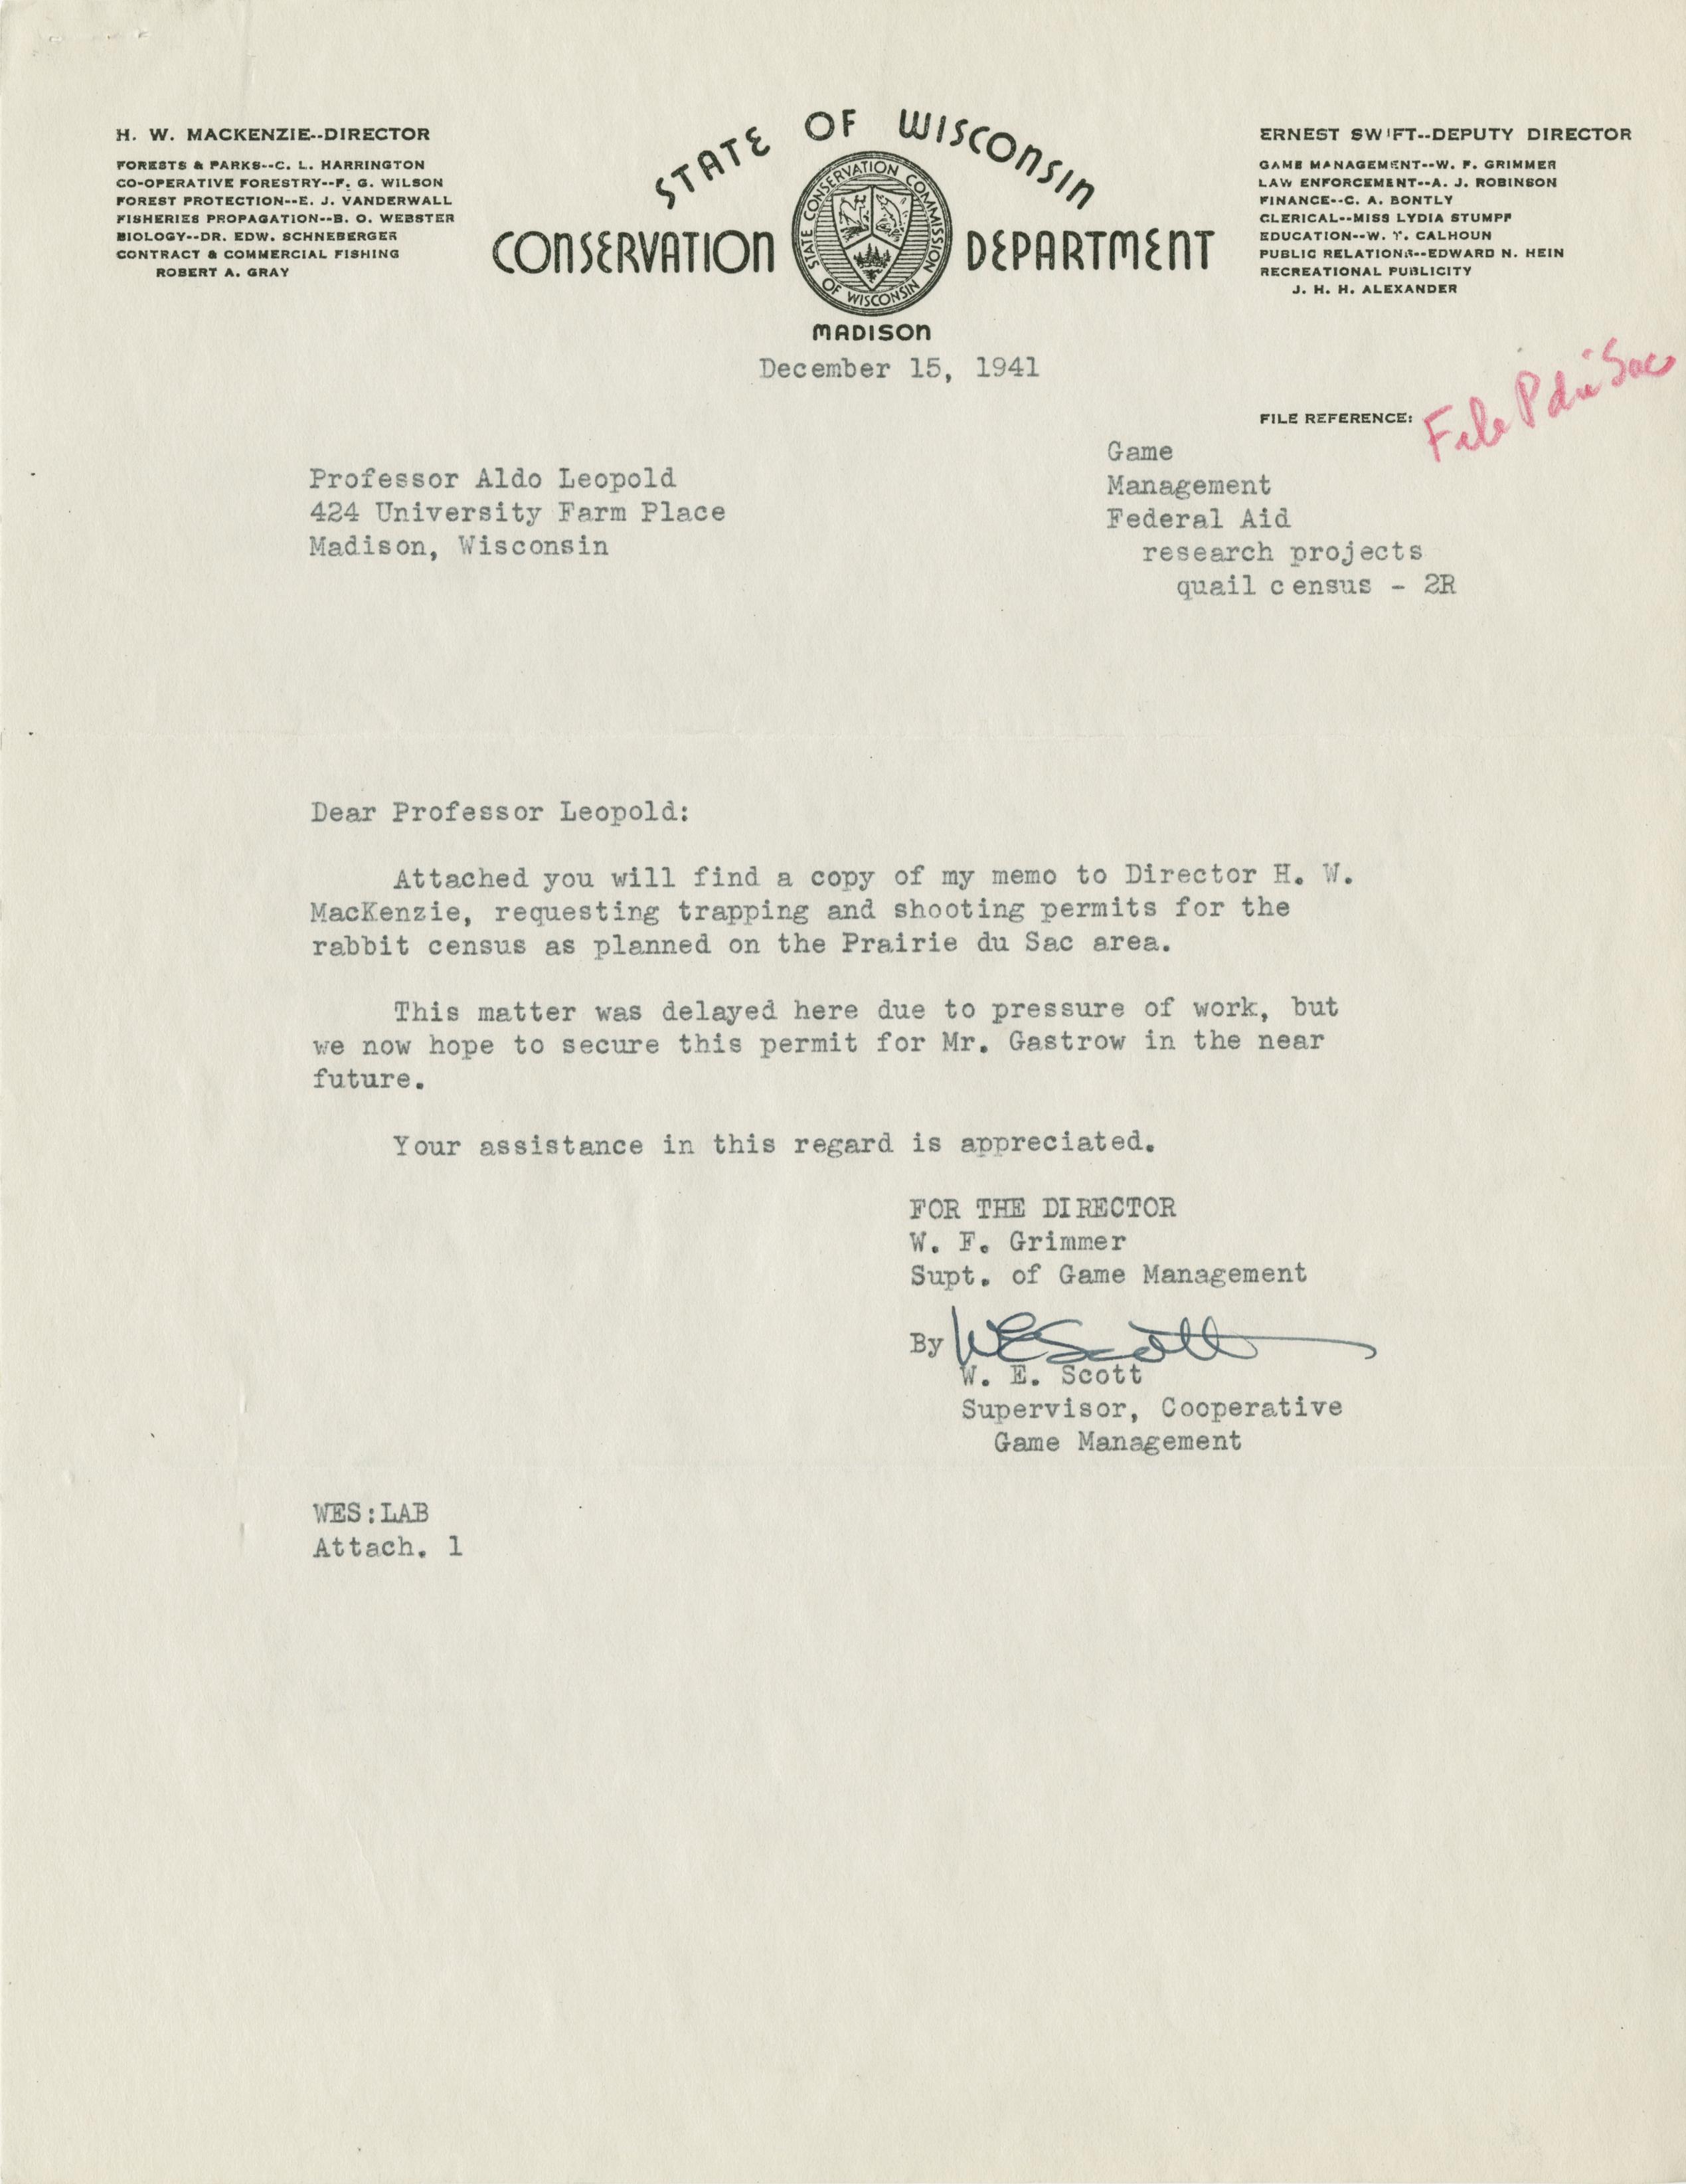 H. W. MACKENZIE--DIRECTOR
FORESTS & PARKS--C. L. HARRINGTON
CO-OPERATIVE FORESTRY--F. G. WILSON
FOREST PROTECTION--E. J. VANDERWALL
FISHERIES PROPAGATION--B. O. WEBSTER
BIOLOGY--DR. EDW. SCHNEBERGER
CONTRACT & COMMERCIAL FISHING
ROBERT A. GRAY
STATE OF WISCONSIN
CONSERVATION DEPARTMENT
STATE CONSERVATION COMMISSION
OF WISCONSIN
MADISON
ERNEST SWIFT--DEPUTY DIRECTOR
GAME MANAGEMENT--W. F. GRIMMER
LAW ENFORCEMENT--A. J. ROBINSON
FINANCE--C. A. BONTLY
CLERICAL--MISS LYDIA STUMPF
EDUCATION--W. T. CALHOUN
PUBLIC RELATIONS--EDWARD N. HEIN
RECREATIONAL PUBLICITY
J. H. H. ALEXANDER
December 15, 1941
FILE REFERENCE: File P du Sac
Game
Management
Federal Aid
research projects
quail census - 2R
Professor Aldo Leopold
424 University Farm Place
Madison, Wisconsin
Dear Professor Leopold:
Attached you will find a copy of my memo to Director H. W.
MacKenzie, requesting trapping and shooting permits for the
rabbit census as planned on the Prairie du Sac area.
This matter was delayed here due to pressure of work, but
we now hope to secure this permit for Mr. Gastrow in the near
future.
Your assistance in this regard is appreciated.
FOR THE DIRECTOR
W. F. Grimmer
Supt. of Game Management
By WEScott
W. E. Scott
Supervisor, Cooperative
Game Management
WES:LAB
Attach. 1